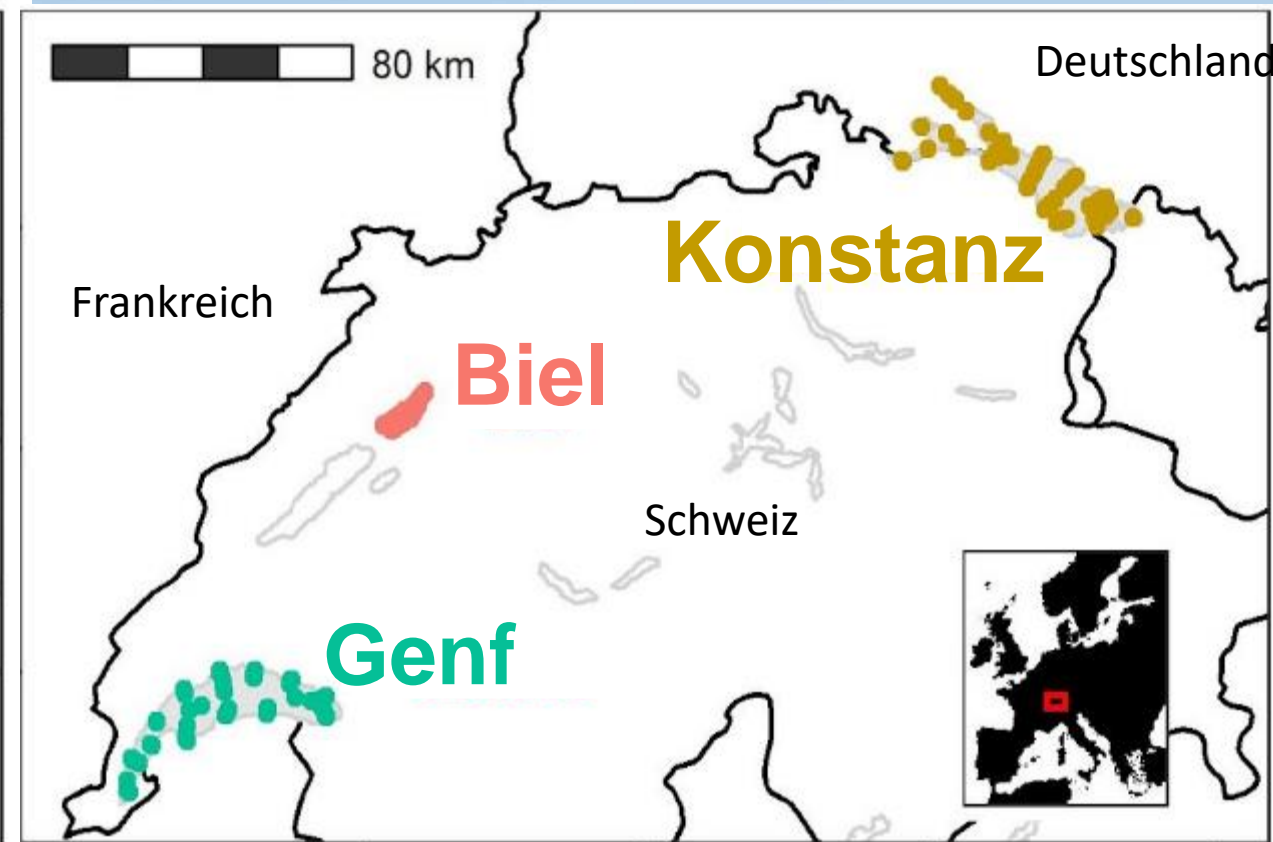 80 km
Deutschland
Konstanz
Frankreich
Biel
Schweiz
Genf